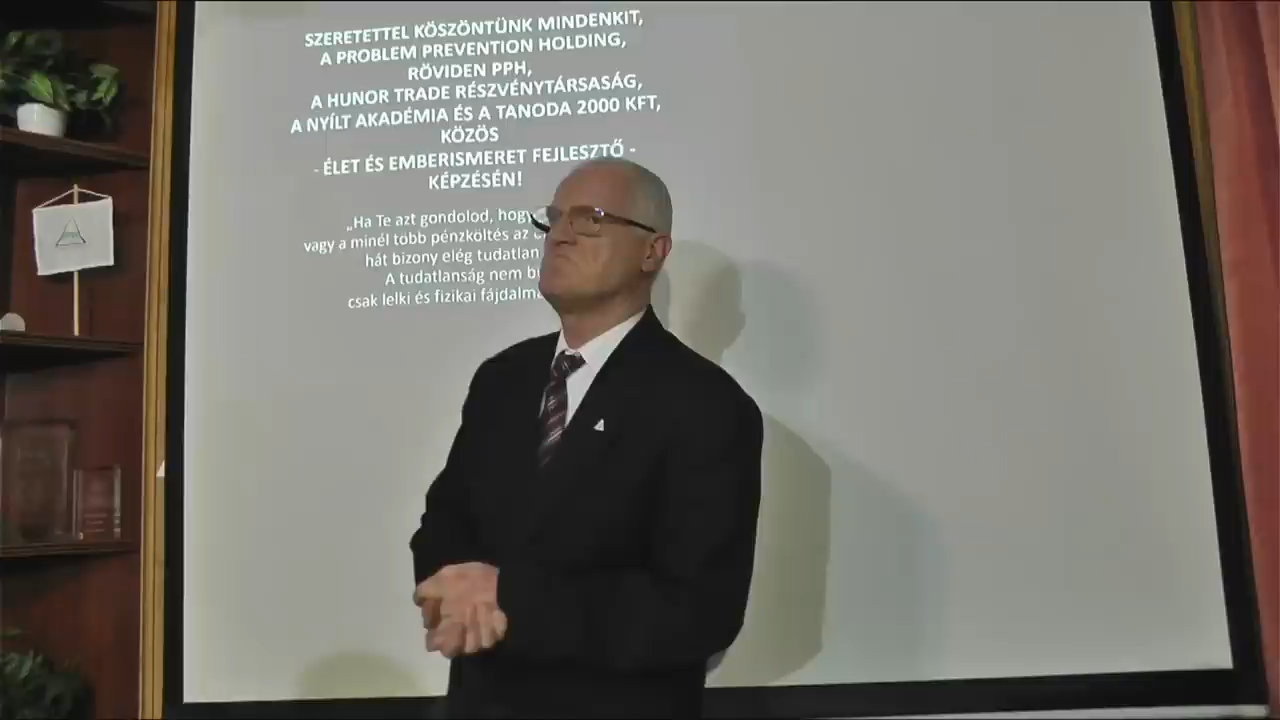 SZERETETTEL KÖSZÖNTÜNK MINDENKIT,
A PROBLEM PREVENTION HOLDING,
RÖVIDEN PPH,
A HUNOR TRADE RÉSZVÉNYTÁRSASÁG,
A NYÍLT AKADÉMIA ÉS A TANODA 2000 KFT,
KÖZÖS
- ÉLET ÉS EMBERISMERET FEJLESZTŐ -
KÉPZÉSÉN!
„Ha Te azt gondolod,
vagy a minél több pénzköltés az
hát bizony elég tudatlan
A tudatlanság nem
csak lelki és fizikai